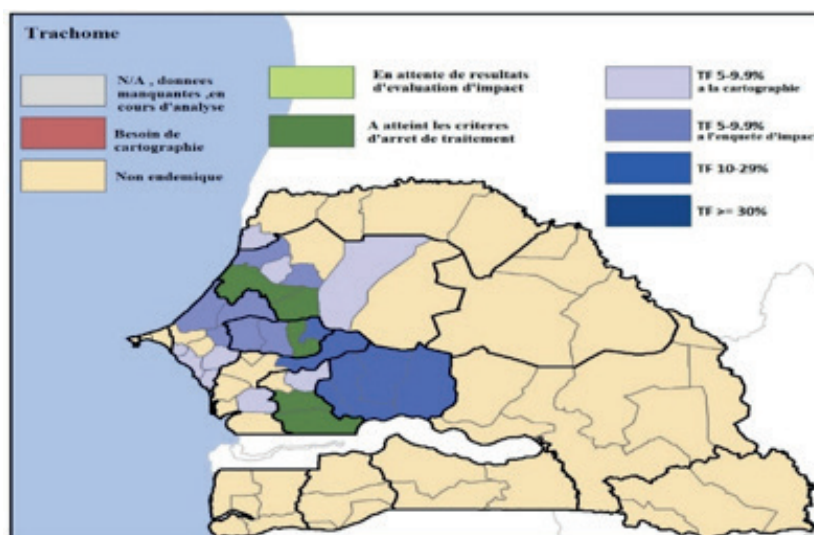 Trachome
N/A , donnees
manquantes ,en
cours d'analyse
Besoin de
cartographie
Non endemique
En attente de resultats
d'evaluation d'impact
A atteint les criteres
d'arret de traitement
TF 5-9.9%
a la cartographie
TF 5-9.9%
a l'enquete d'impact
TF 10-29%
TF >= 30%